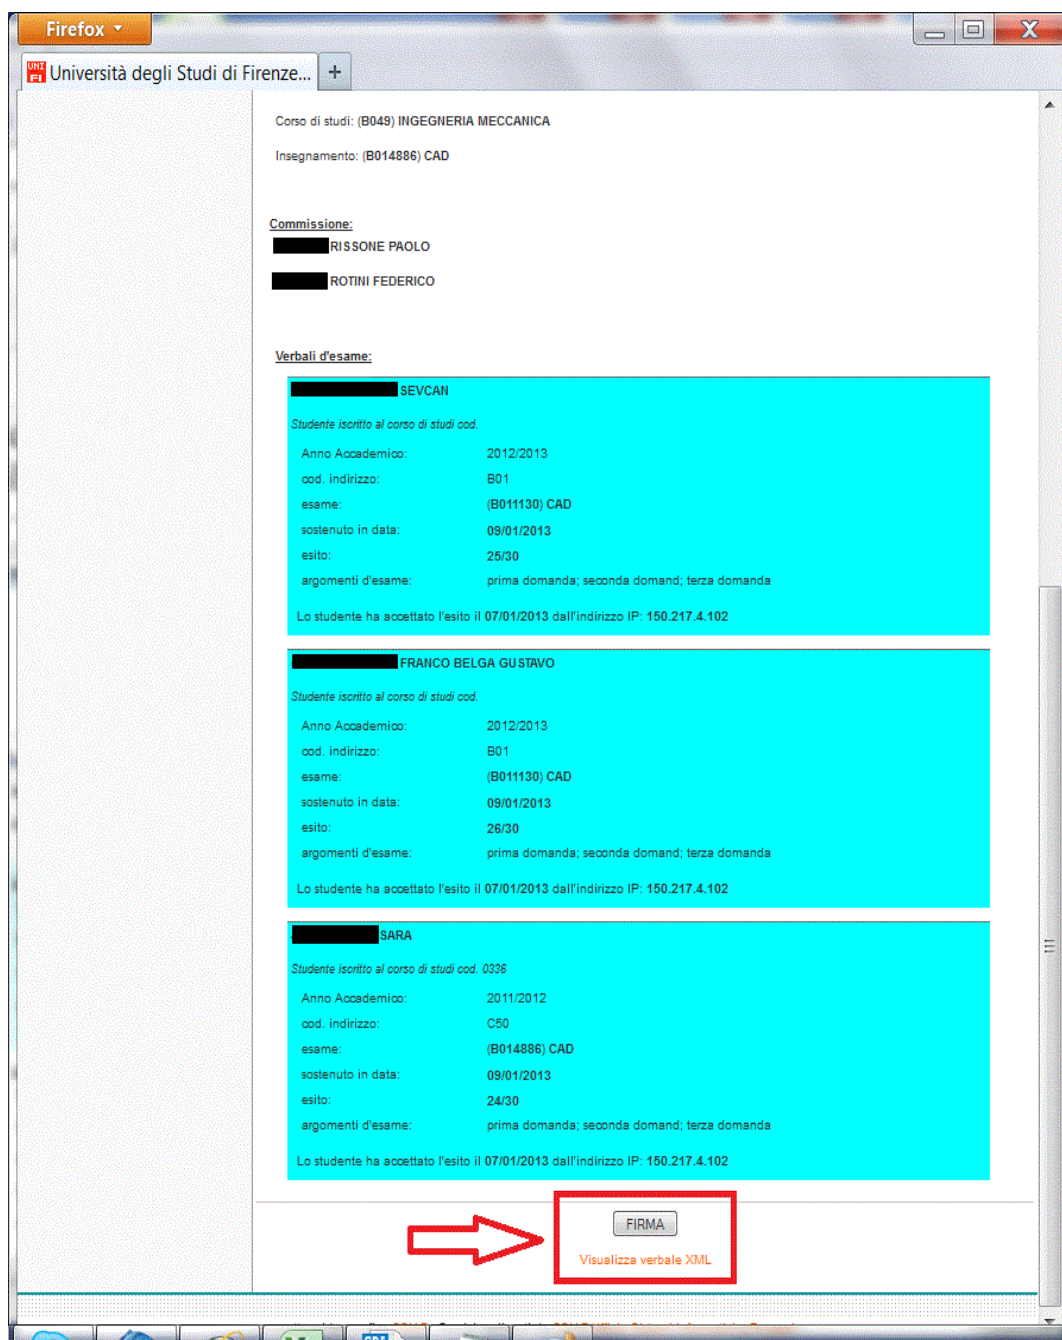 Firefox
UNI
FI
Università degli Studi di Firenze...
+
Corso di studi: (B049) INGEGNERIA MECCANICA
Insegnamento: (B014886) CAD
Commissione:
RISSONE PAOLO
ROTINI FEDERICO
Verbali d'esame:
SEVCAN
Studente iscritto al corso di studi cod.
Anno Accademico: 2012/2013
cod. indirizzo: B01
esame: (B011130) CAD
sostenuto in data: 09/01/2013
esito: 25/30
argomenti d'esame: prima domanda; seconda domand; terza domanda
Lo studente ha accettato l'esito il 07/01/2013 dall'indirizzo IP: 150.217.4.102
FRANCO BELGA GUSTAVO
Studente iscritto al corso di studi cod.
Anno Accademico: 2012/2013
cod. indirizzo: B01
esame: (B011130) CAD
sostenuto in data: 09/01/2013
esito: 26/30
argomenti d'esame: prima domanda; seconda domand; terza domanda
Lo studente ha accettato l'esito il 07/01/2013 dall'indirizzo IP: 150.217.4.102
SARA
Studente iscritto al corso di studi cod. 0336
Anno Accademico: 2011/2012
cod. indirizzo: C50
esame: (B014886) CAD
sostenuto in data: 09/01/2013
esito: 24/30
argomenti d'esame: prima domanda; seconda domand; terza domanda
Lo studente ha accettato l'esito il 07/01/2013 dall'indirizzo IP: 150.217.4.102
FIRMA
Visualizza verbale XML